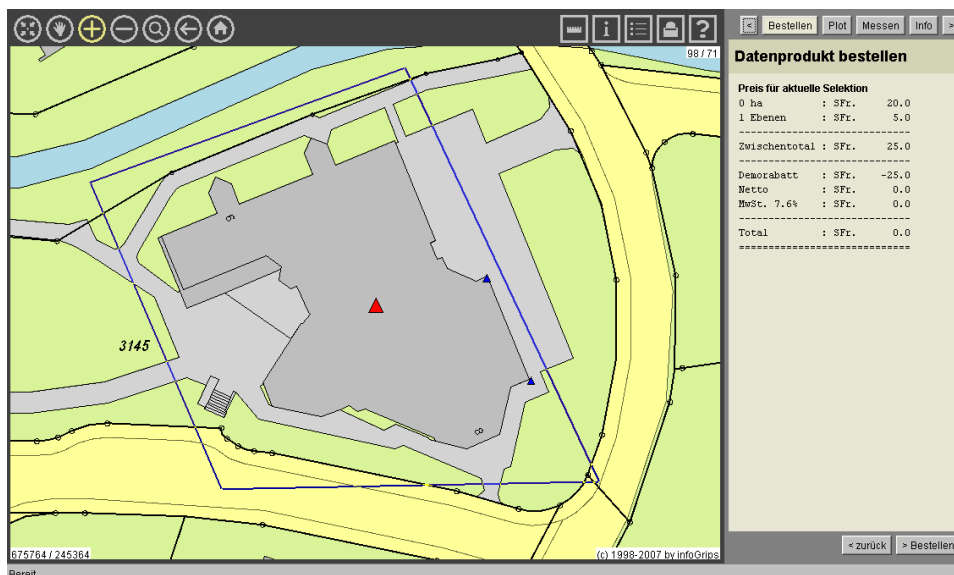 98 / 71
< Bestellen Plot Messen Info >
Datenprodukt bestellen
Preis für aktuelle Selektion
0 ha : SFr. 20.0
1 Ebenen : SFr. 5.0
------------------------------
Zwischentotal : SFr. 25.0
------------------------------
Demorabatt : SFr. -25.0
Netto : SFr. 0.0
MwSt. 7.6% : SFr. 0.0
------------------------------
Total : SFr. 0.0
==============================
6
3145
8
675764 / 245364
(c) 1998-2007 by infoGrips
< zurück > Bestellen
Bereit